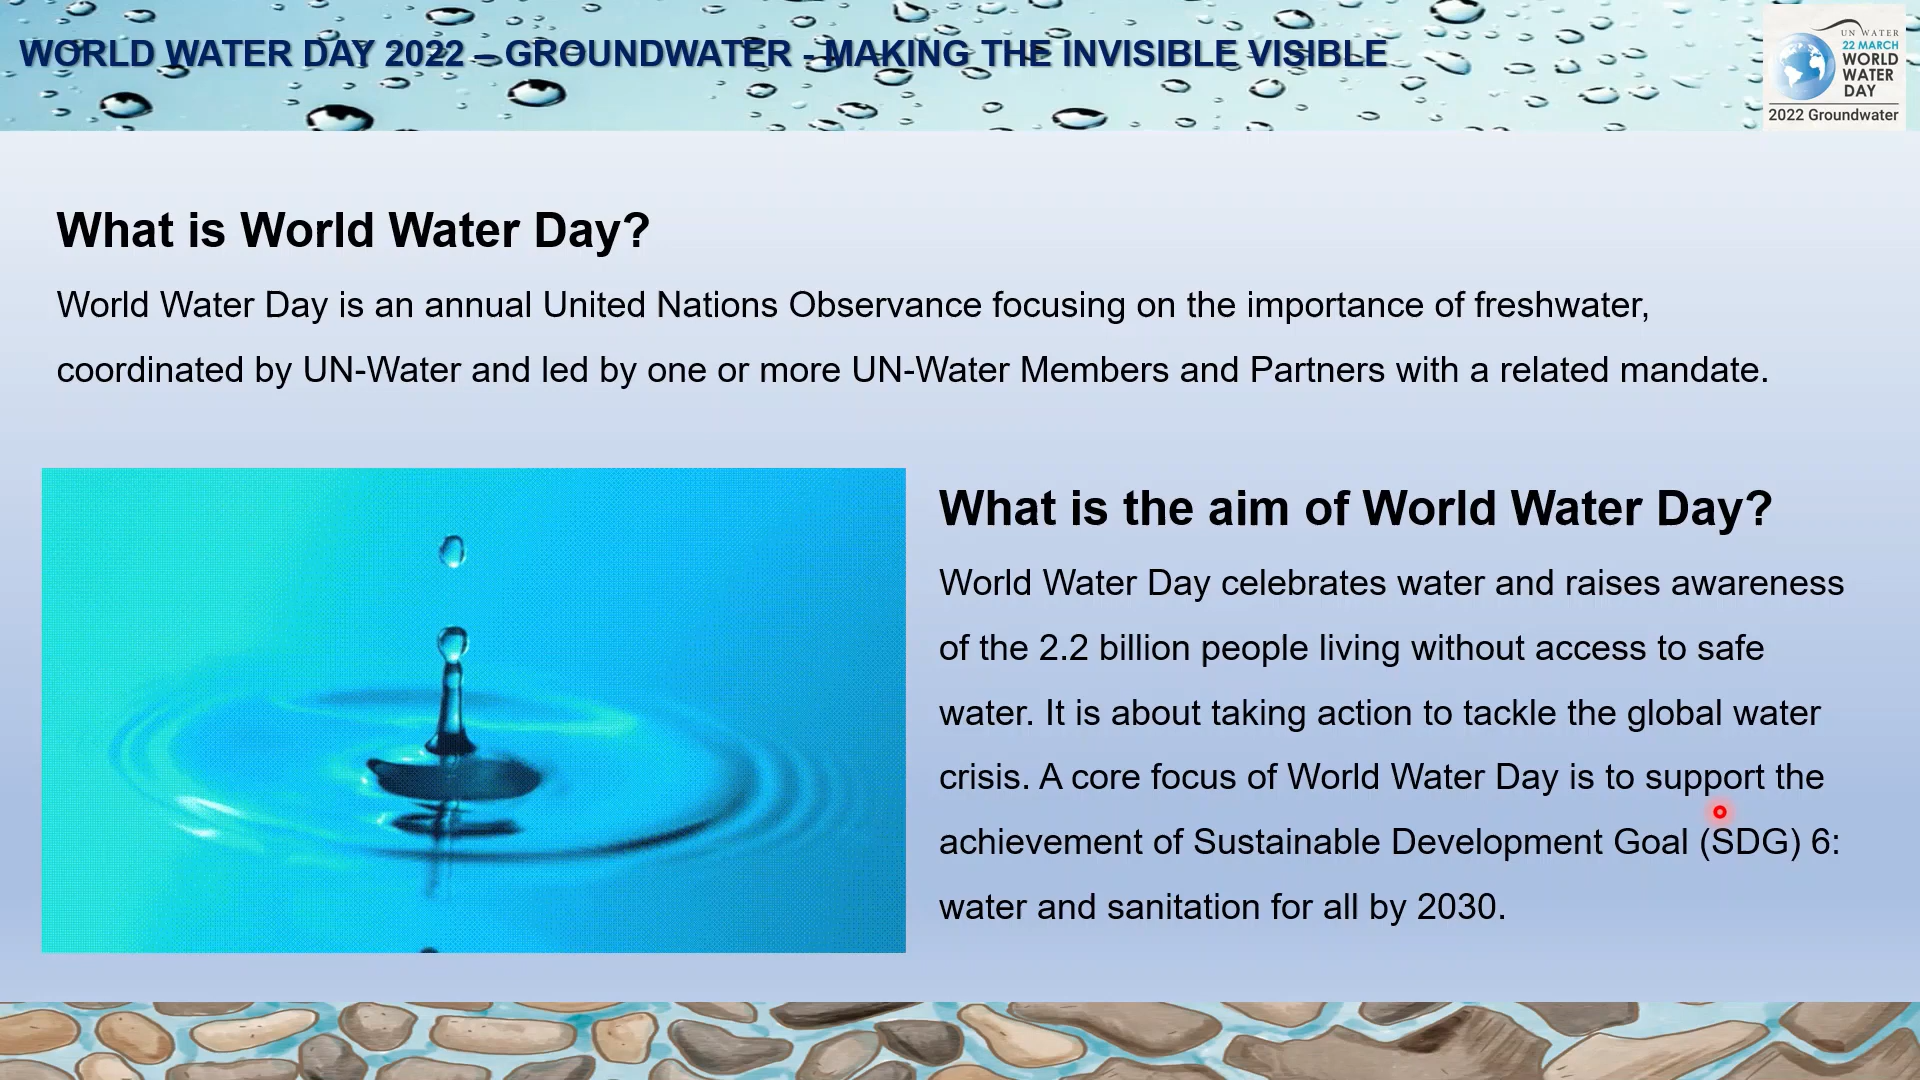 WORLD WATER DAY 2022 – GROUNDWATER - MAKING THE INVISIBLE VISIBLE
UN WATER
22 MARCH
WORLD
WATER
DAY
2022 Groundwater
What is World Water Day?
World Water Day is an annual United Nations Observance focusing on the importance of freshwater,
coordinated by UN-Water and led by one or more UN-Water Members and Partners with a related mandate.
What is the aim of World Water Day?
World Water Day celebrates water and raises awareness
of the 2.2 billion people living without access to safe
water. It is about taking action to tackle the global water
crisis. A core focus of World Water Day is to support the
achievement of Sustainable Development Goal (SDG) 6:
water and sanitation for all by 2030.